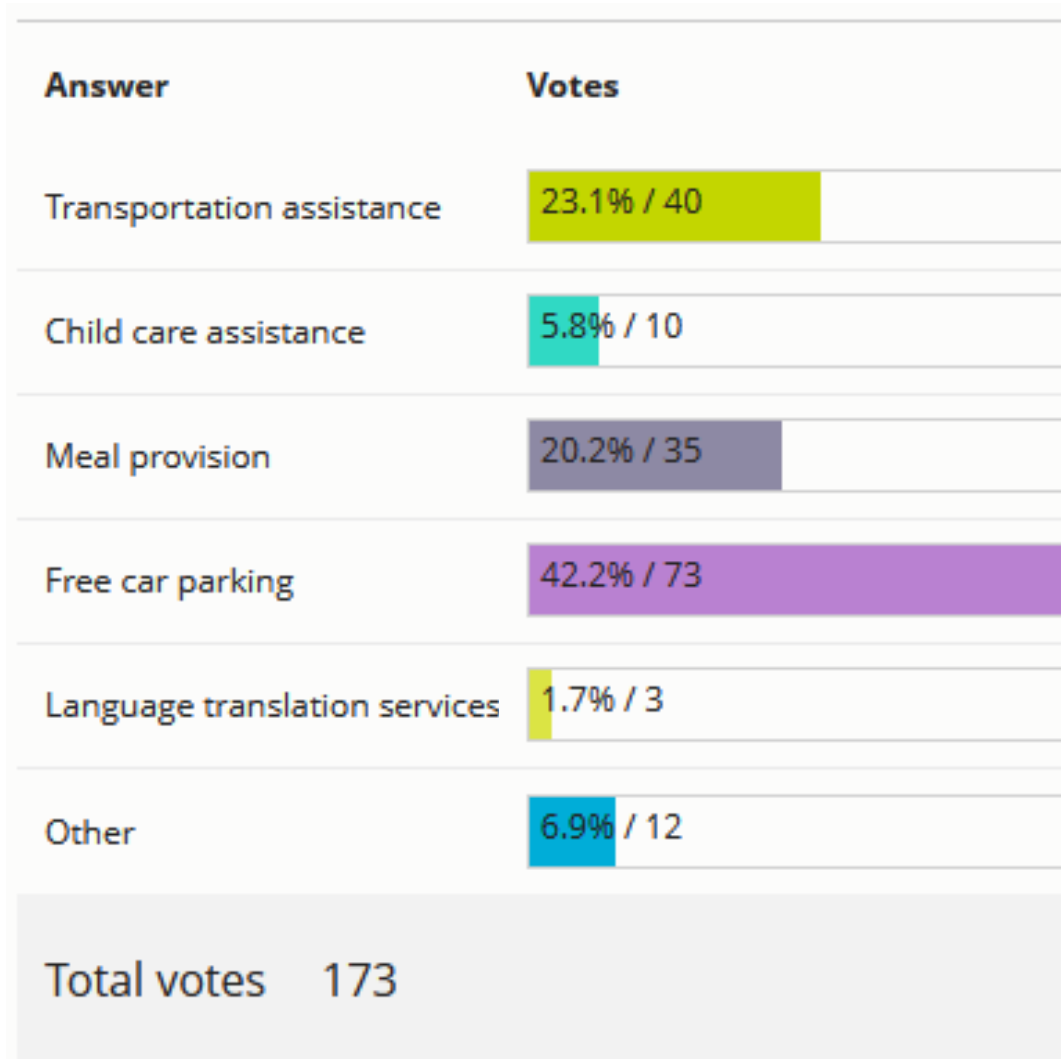 Answer Votes
Transportation assistance 23.1% / 40
Child care assistance 5.8% / 10
Meal provision 20.2% / 35
Free car parking 42.2% / 73
Language translation services 1.7% / 3
Other 6.9% / 12
Total votes 173